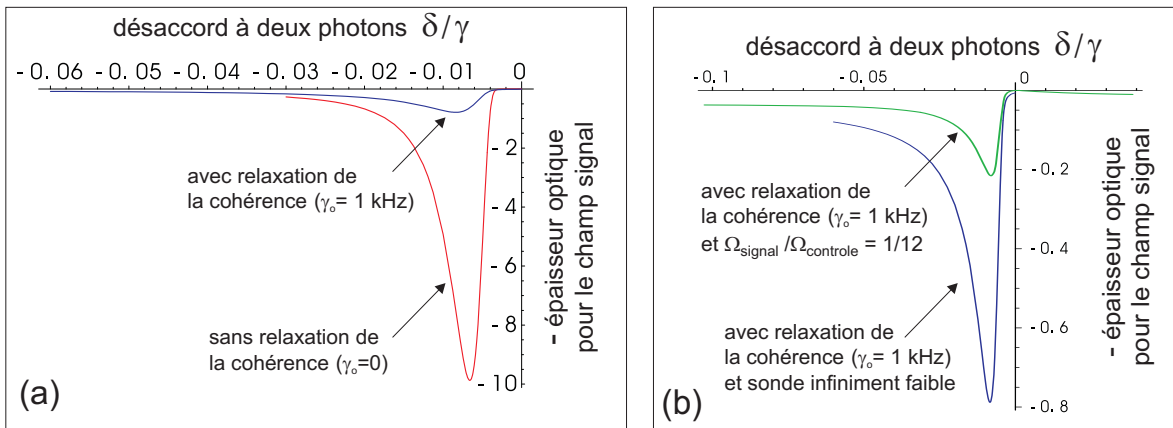 désaccord à deux photons δ/γ
-0.06 -0.05 -0.04 -0.03 -0.02 -0.01 0
-2
-4
-6
-8
-10
avec relaxation de
la cohérence (γₒ= 1 kHz)
sans relaxation de
la cohérence (γₒ=0)
- épaisseur optique
pour le champ signal
(a)
désaccord à deux photons δ/γ
-0.1 -0.05 0
-0.2
-0.4
-0.6
-0.8
avec relaxation de
la cohérence (γₒ= 1 kHz)
et Ωsignal /Ωcontrole = 1/12
avec relaxation de
la cohérence (γₒ= 1 kHz)
et sonde infiniment faible
- épaisseur optique
pour le champ signal
(b)